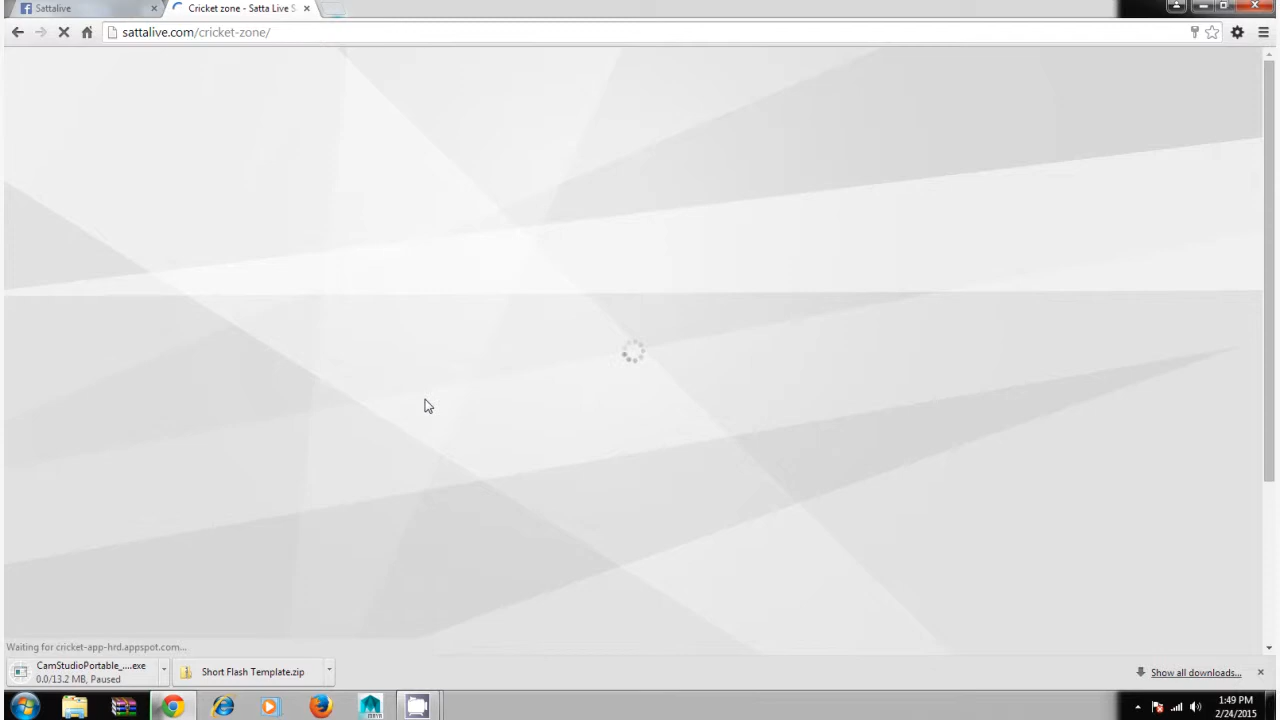 Sattalive
Cricket zone - Satta Live S
sattalive.com/cricket-zone/
Waiting for cricket-app-hrd.appspot.com...
CamStudioPortable_....exe
0.0/13.2 MB, Paused
Short Flash Template.zip
Show all downloads...
MAYA
1:49 PM
2/24/2015